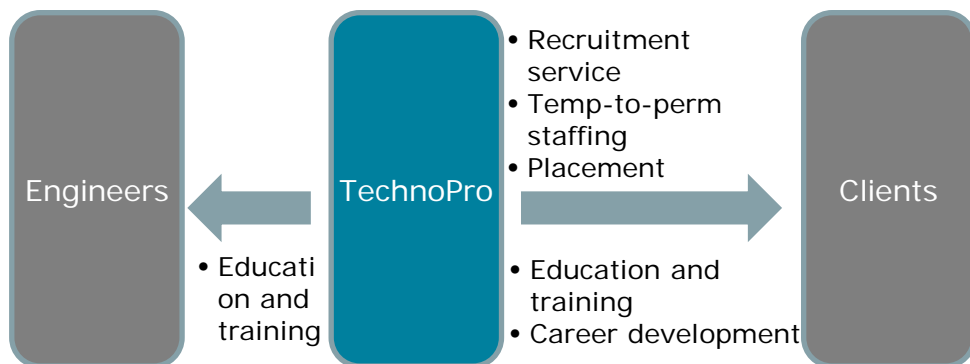 • Recruitment
service
• Temp-to-perm
staffing
• Placement
Engineers
TechnoPro
Clients
• Educati
on and
training
• Education and
training
• Career development